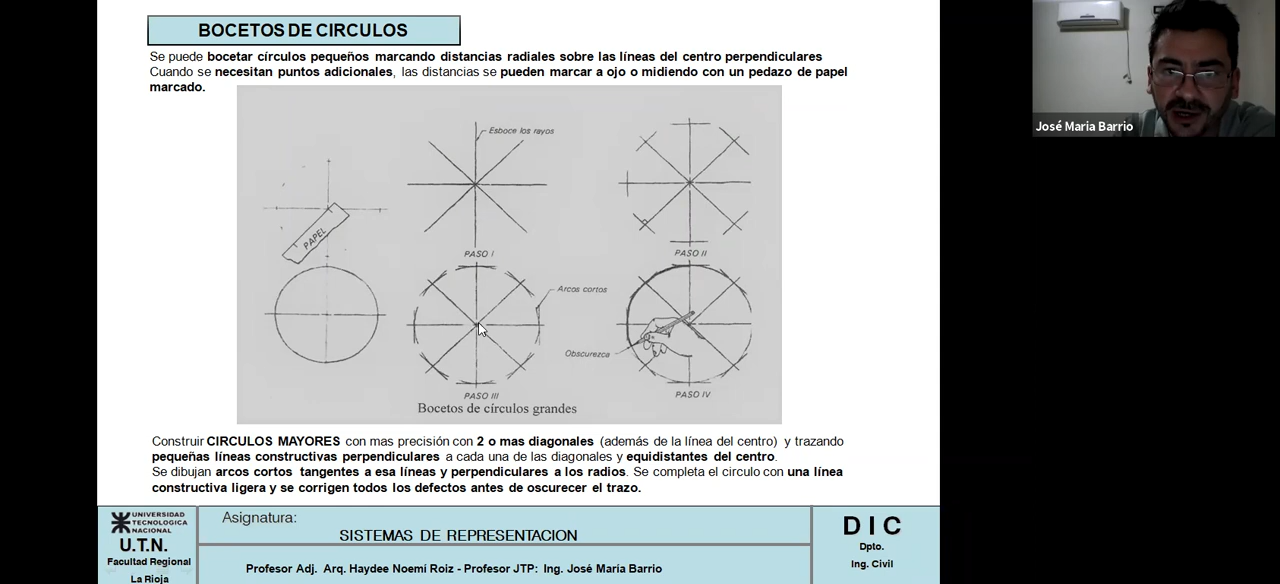 BOCETOS DE CIRCULOS
Se puede bocetar círculos pequeños marcando distancias radiales sobre las líneas del centro perpendiculares
Cuando se necesitan puntos adicionales, las distancias se pueden marcar a ojo o midiendo con un pedazo de papel
marcado.
Esboce los rayos
PAPEL
PASO I
PASO II
Arcos cortos
Obscurezca
PASO III
PASO IV
Bocetos de círculos grandes
Construir CIRCULOS MAYORES con mas precisión con 2 o mas diagonales (además de la línea del centro) y trazando
pequeñas líneas constructivas perpendiculares a cada una de las diagonales y equidistantes del centro.
Se dibujan arcos cortos tangentes a esa líneas y perpendiculares a los radios. Se completa el circulo con una línea
constructiva ligera y se corrigen todos los defectos antes de oscurecer el trazo.
UNIVERSIDAD
TECNOLOGICA
NACIONAL
U.T.N.
Facultad Regional
La Rioja
Asignatura:
SISTEMAS DE REPRESENTACION
Profesor Adj. Arq. Haydee Noemí Roiz - Profesor JTP: Ing. José María Barrio
D I C
Dpto.
Ing. Civil
José Maria Barrio